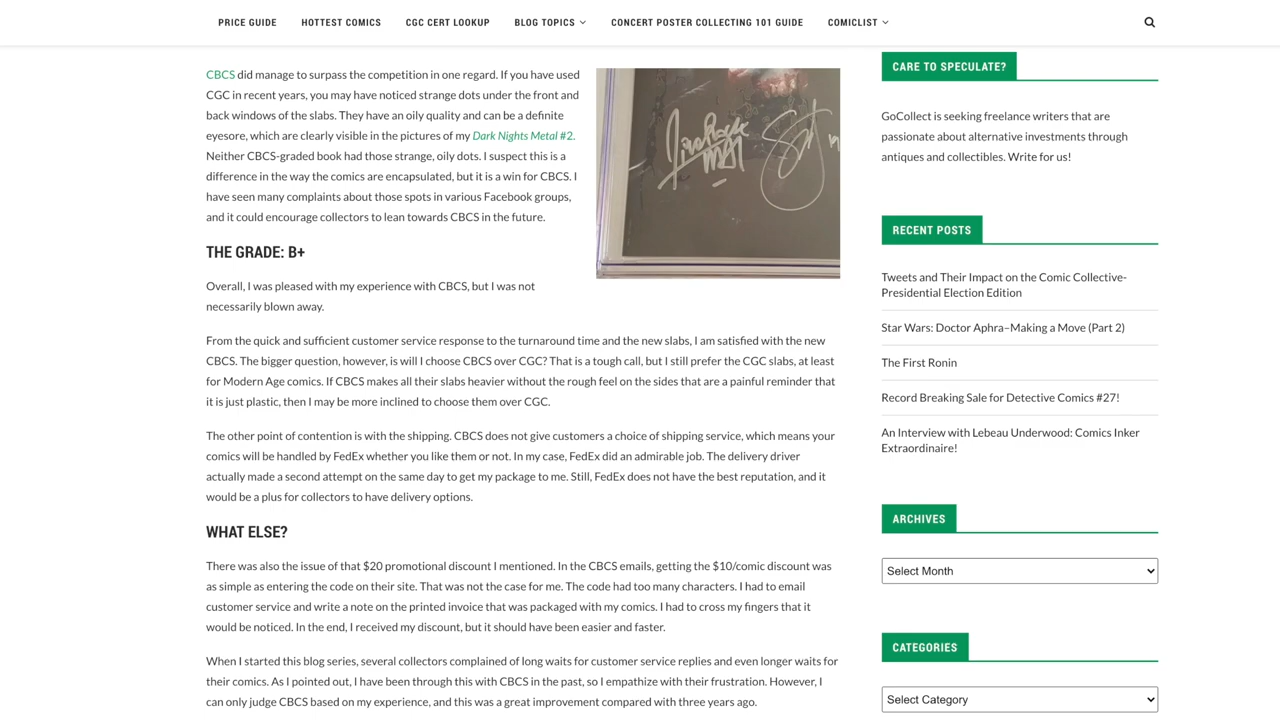 PRICE GUIDE HOTTEST COMICS CGC CERT LOOKUP BLOG TOPICS CONCERT POSTER COLLECTING 101 GUIDE COMICLIST
CBCS did manage to surpass the competition in one regard. If you have used
CGC in recent years, you may have noticed strange dots under the front and
back windows of the slabs. They have an oily quality and can be a definite
eyesore, which are clearly visible in the pictures of my Dark Nights Metal #2.
Neither CBCS-graded book had those strange, oily dots. I suspect this is a
difference in the way the comics are encapsulated, but it is a win for CBCS. I
have seen many complaints about those spots in various Facebook groups,
and it could encourage collectors to lean towards CBCS in the future.
THE GRADE: B+
Overall, I was pleased with my experience with CBCS, but I was not
necessarily blown away.
From the quick and sufficient customer service response to the turnaround time and the new slabs, I am satisfied with the new
CBCS. The bigger question, however, is will I choose CBCS over CGC? That is a tough call, but I still prefer the CGC slabs, at least
for Modern Age comics. If CBCS makes all their slabs heavier without the rough feel on the sides that are a painful reminder that
it is just plastic, then I may be more inclined to choose them over CGC.
The other point of contention is with the shipping. CBCS does not give customers a choice of shipping service, which means your
comics will be handled by FedEx whether you like them or not. In my case, FedEx did an admirable job. The delivery driver
actually made a second attempt on the same day to get my package to me. Still, FedEx does not have the best reputation, and it
would be a plus for collectors to have delivery options.
WHAT ELSE?
There was also the issue of that $20 promotional discount I mentioned. In the CBCS emails, getting the $10/comic discount was
as simple as entering the code on their site. That was not the case for me. The code had too many characters. I had to email
customer service and write a note on the printed invoice that was packaged with my comics. I had to cross my fingers that it
would be noticed. In the end, I received my discount, but it should have been easier and faster.
When I started this blog series, several collectors complained of long waits for customer service replies and even longer waits for
their comics. As I pointed out, I have been through this with CBCS in the past, so I empathize with their frustration. However, I
can only judge CBCS based on my experience, and this was a great improvement compared with three years ago.
CARE TO SPECULATE?
GoCollect is seeking freelance writers that are
passionate about alternative investments through
antiques and collectibles. Write for us!
RECENT POSTS
Tweets and Their Impact on the Comic Collective-
Presidential Election Edition
Star Wars: Doctor Aphra–Making a Move (Part 2)
The First Ronin
Record Breaking Sale for Detective Comics #27!
An Interview with Lebeau Underwood: Comics Inker
Extraordinaire!
ARCHIVES
Select Month
CATEGORIES
Select Category